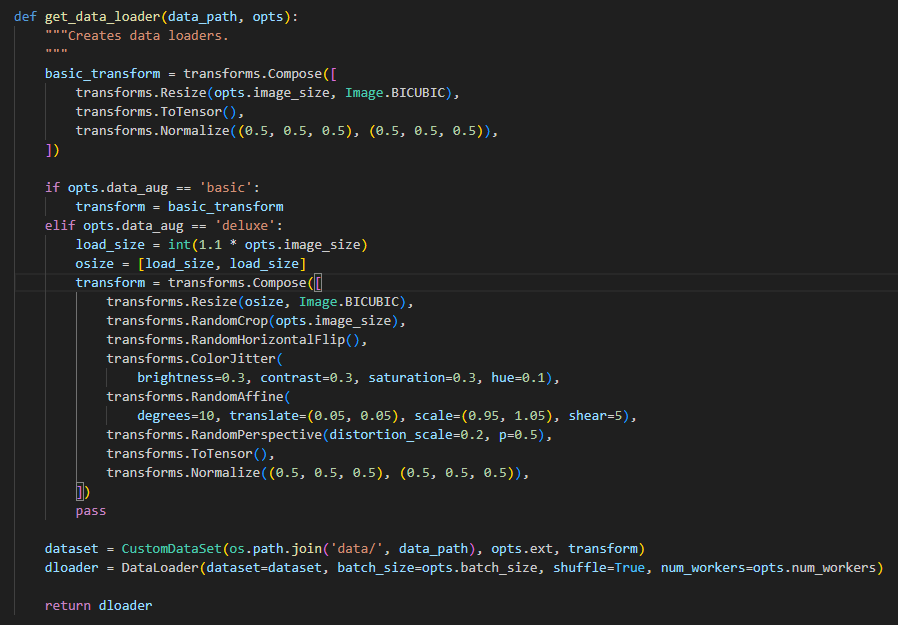 def get_data_loader(data_path, opts):
    """Creates data loaders.
    """
    basic_transform = transforms.Compose([
        transforms.Resize(opts.image_size, Image.BICUBIC),
        transforms.ToTensor(),
        transforms.Normalize((0.5, 0.5, 0.5), (0.5, 0.5, 0.5)),
    ])

    if opts.data_aug == 'basic':
        transform = basic_transform
    elif opts.data_aug == 'deluxe':
        load_size = int(1.1 * opts.image_size)
        osize = [load_size, load_size]
        transform = transforms.Compose([
            transforms.Resize(osize, Image.BICUBIC),
            transforms.RandomCrop(opts.image_size),
            transforms.RandomHorizontalFlip(),
            transforms.ColorJitter(
                brightness=0.3, contrast=0.3, saturation=0.3, hue=0.1),
            transforms.RandomAffine(
                degrees=10, translate=(0.05, 0.05), scale=(0.95, 1.05), shear=5),
            transforms.RandomPerspective(distortion_scale=0.2, p=0.5),
            transforms.ToTensor(),
            transforms.Normalize((0.5, 0.5, 0.5), (0.5, 0.5, 0.5)),
        ])
        pass

    dataset = CustomDataSet(os.path.join('data/', data_path), opts.ext, transform)
    dloader = DataLoader(dataset=dataset, batch_size=opts.batch_size, shuffle=True, num_workers=opts.num_workers)

    return dloader